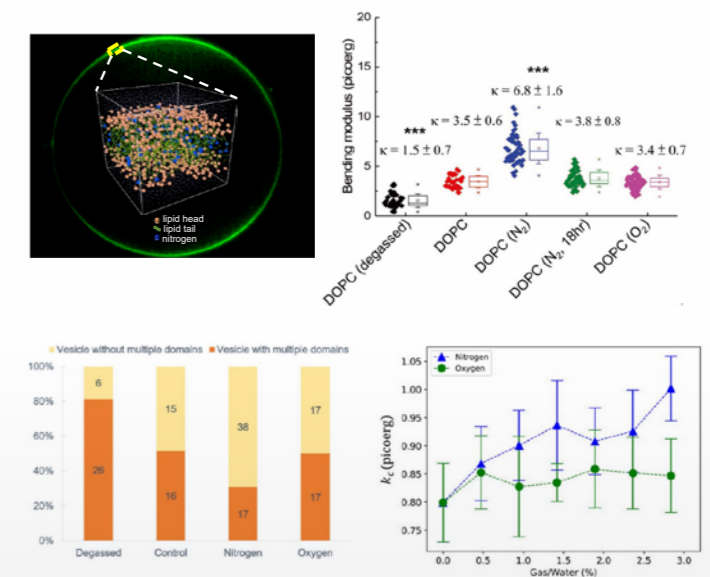 lipid head
lipid tail
nitrogen
Bending modulus (picoerg)
20
15
10
5
0
***
κ = 1.5 ± 0.7
κ = 3.5 ± 0.6
***
κ = 6.8 ± 1.6
κ = 3.8 ± 0.8
κ = 3.4 ± 0.7
DOPC (degassed)
DOPC
DOPC (N₂)
DOPC (N₂, 18hr)
DOPC (O₂)
Vesicle without multiple domains
Vesicle with multiple domains
100%
80%
60%
40%
20%
0%
6
26
15
16
38
17
17
17
Degassed
Control
Nitrogen
Oxygen
Nitrogen
Oxygen
k_c (picoerg)
1.05
1.00
0.95
0.90
0.85
0.80
0.75
0.0 0.5 1.0 1.5 2.0 2.5 3.0
Gas/Water (%)